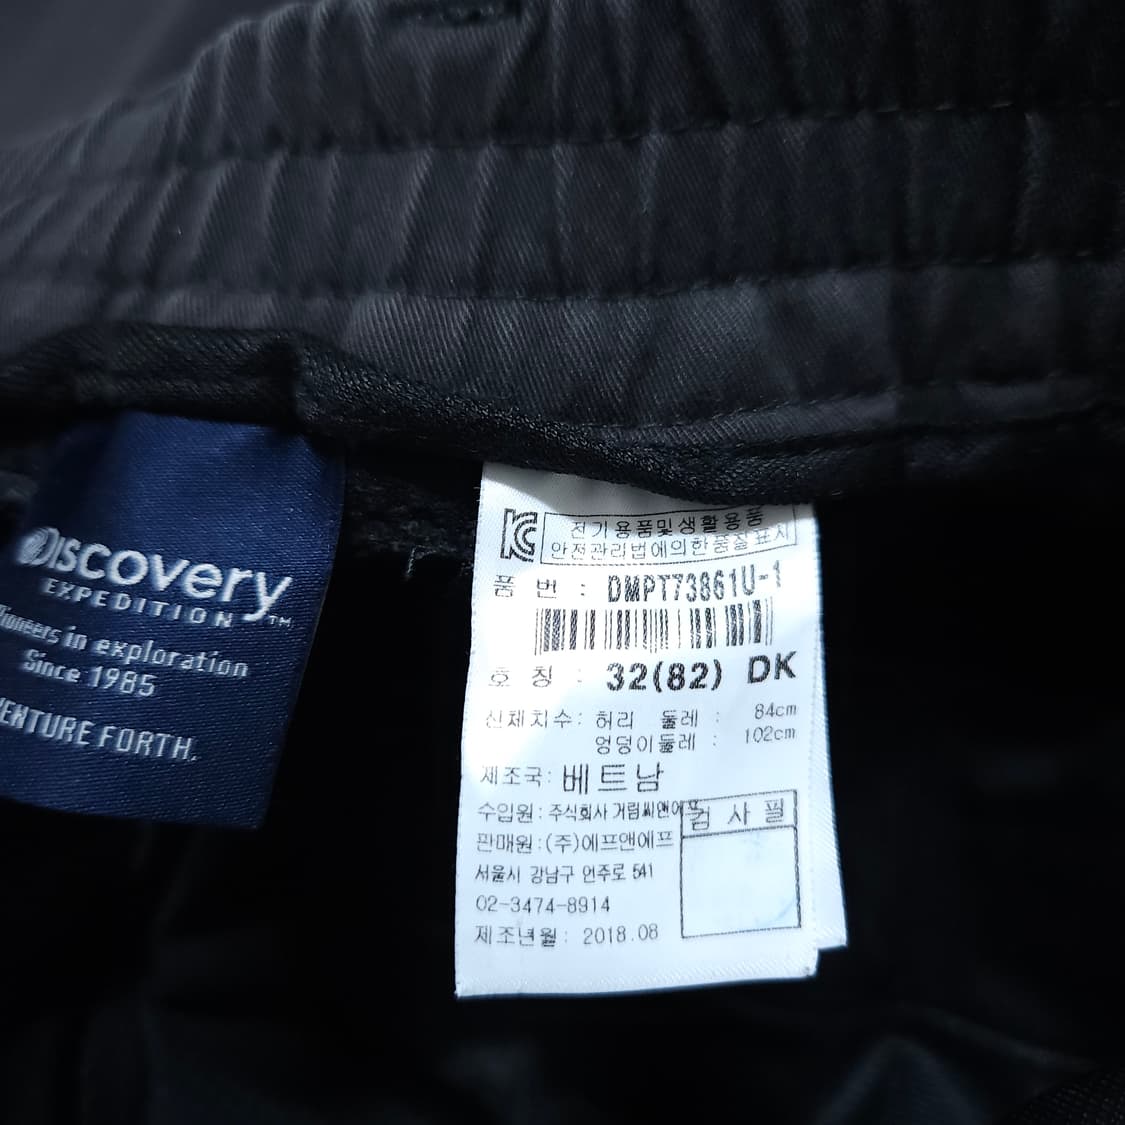 DISCOVERY
EXPEDITION™
Pioneers in exploration
Since 1985
VENTURE FORTH.
KC
전기용품및생활용품
안전관리법에의한품질표시
품 번 : DMPT73861U-1
호 칭 : 32(82) DK
신체치수: 허리 둘레 : 84cm
엉덩이둘레 : 102cm
제조국: 베트남
수입원 : 주식회사 거림씨앤에프
검 사 필
판매원 :(주)에프앤에프
서울시 강남구 언주로 541
02-3474-8914
제조년월 : 2018.08